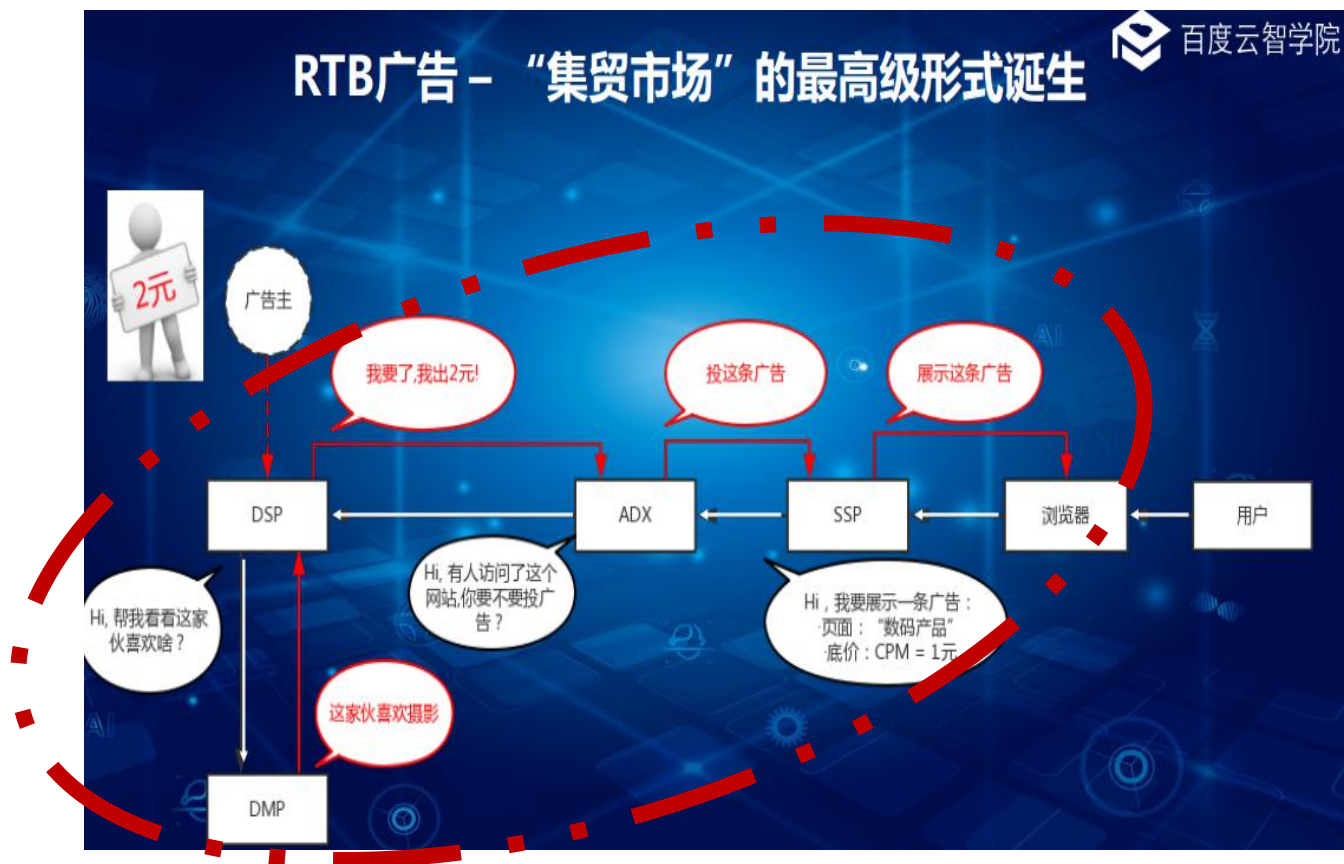 百度云智学院
RTB广告 – “集贸市场”的最高级形式诞生
2元
广告主
我要了,我出2元!
投这条广告
展示这条广告
DSP
ADX
SSP
浏览器
用户
Hi, 帮我看看这家
伙喜欢啥？
Hi, 有人访问了这个
网站,你要不要投广
告？
Hi，我要展示一条广告：
·页面：“数码产品”
·底价：CPM = 1元
这家伙喜欢摄影
DMP
AI
AI